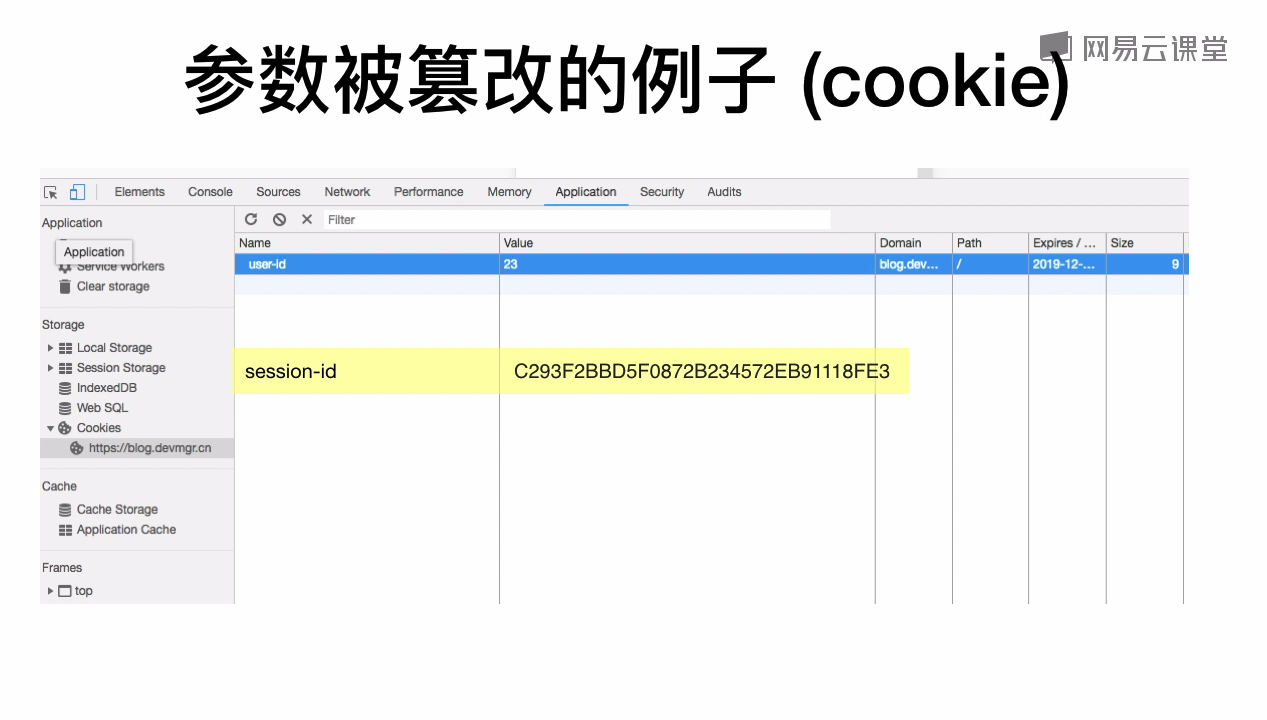 参数被篡改的例子 (cookie)
网易云课堂
Elements Console Sources Network Performance Memory Application Security Audits
Application
Filter
Name Value Domain Path Expires / ... Size
Application
user-id 23 blog.dev... / 2019-12-... 9
Service Workers
Clear storage
Storage
Local Storage
session-id C293F2BBD5F0872B234572EB91118FE3
Session Storage
IndexedDB
Web SQL
Cookies
https://blog.devmgr.cn
Cache
Cache Storage
Application Cache
Frames
top